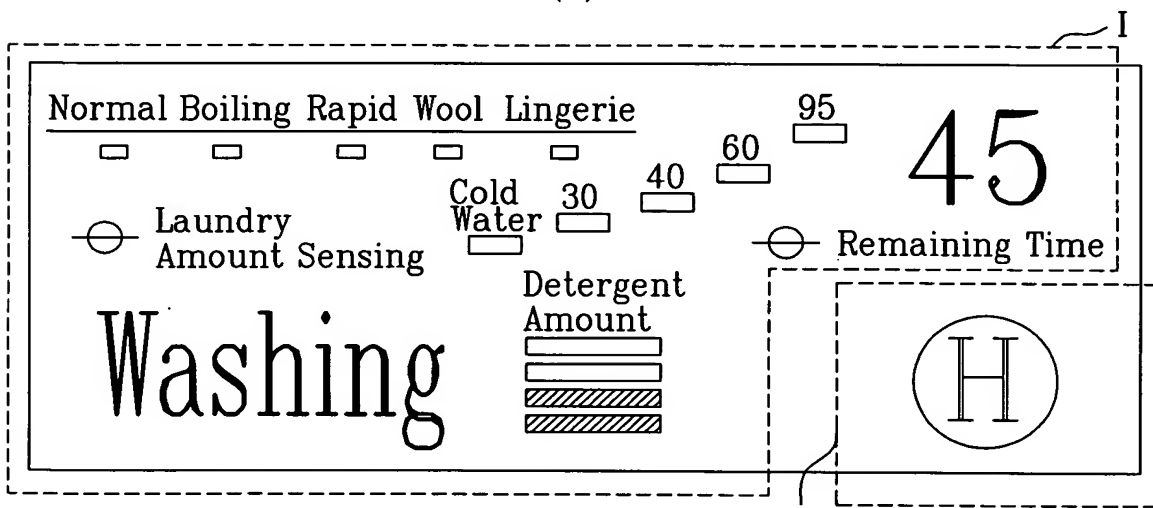 I
Normal Boiling Rapid Wool Lingerie
95
45
60
40
30
Cold
Water
Laundry
Amount Sensing
Remaining Time
Detergent
Amount
Washing
H